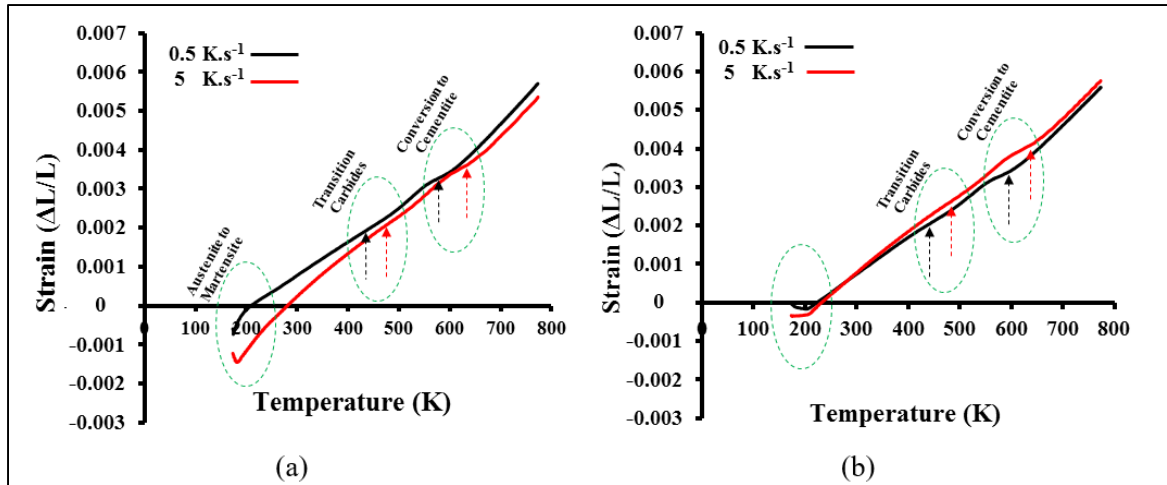 0.007
0.006
0.005
0.004
0.003
0.002
0.001
0
-0.001
-0.002
-0.003
Strain (ΔL/L)
0.5 K.s-1
5 K.s-1
Austenite to
Martensite
Transition
Carbides
Conversion to
Cementite
0 100 200 300 400 500 600 700 800
Temperature (K)
(a)
0.007
0.006
0.005
0.004
0.003
0.002
0.001
0
-0.001
-0.002
-0.003
Strain (ΔL/L)
0.5 K.s-1
5 K.s-1
Transition
Carbides
Conversion to
Cementite
0 100 200 300 400 500 600 700 800
Temperature (K)
(b)